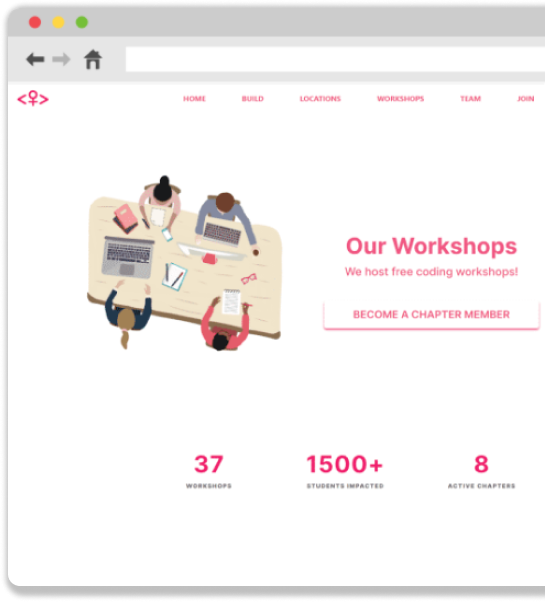 <♀>
HOME BUILD LOCATIONS WORKSHOPS TEAM JOIN
Our Workshops
We host free coding workshops!
BECOME A CHAPTER MEMBER
37 1500+ 8
WORKSHOPS STUDENTS IMPACTED ACTIVE CHAPTERS